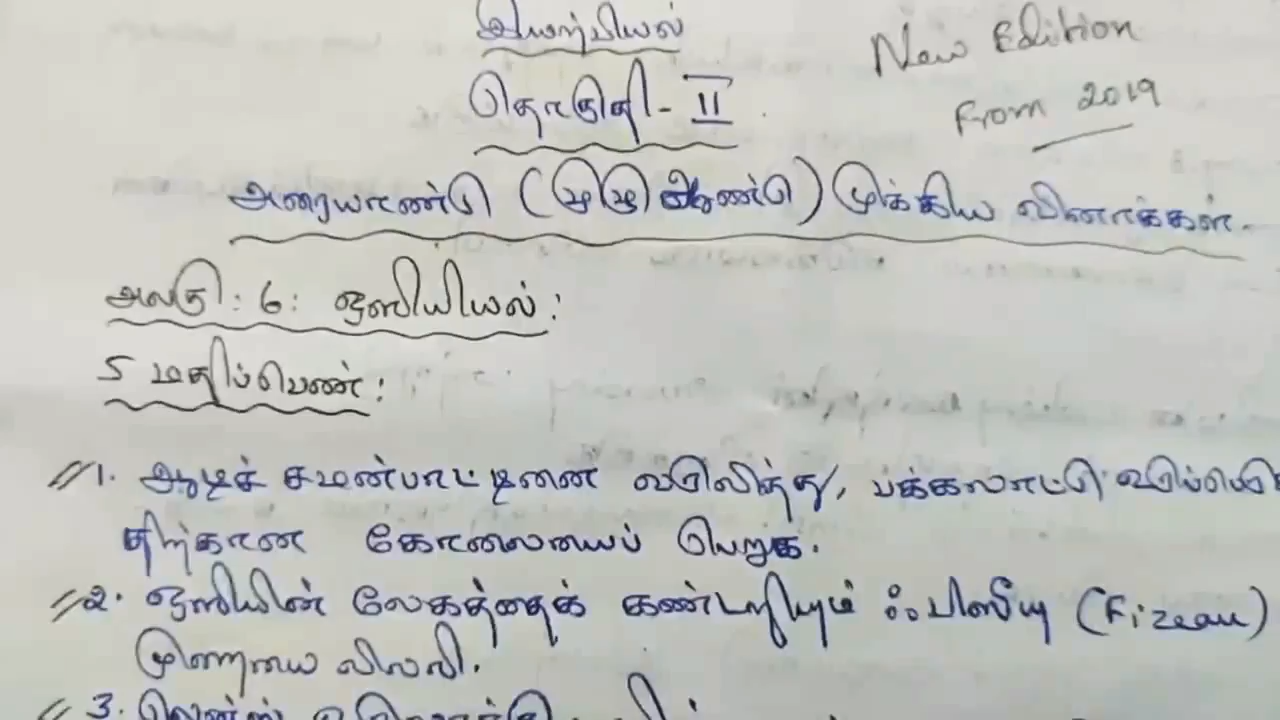 இயற்பியல்
New Edition
From 2019
தொகுதி - II
அரையாண்டு (முழு ஆண்டு) முக்கிய வினாக்கள்.
அலகு : 6 : ஒளியியல் :
5 மதிப்பெண் :
1. ஆடிச் சமன்பாட்டினை வருவித்து, பக்கவாட்டு உருப்பெருக்
திற்கான கோவையைப் பெறுக.
2. ஒளியின் வேகத்தைக் கண்டறியும் ஃபிஸீயு (Fizeau)
முறையை விவரி.
3. லென்ஸ்